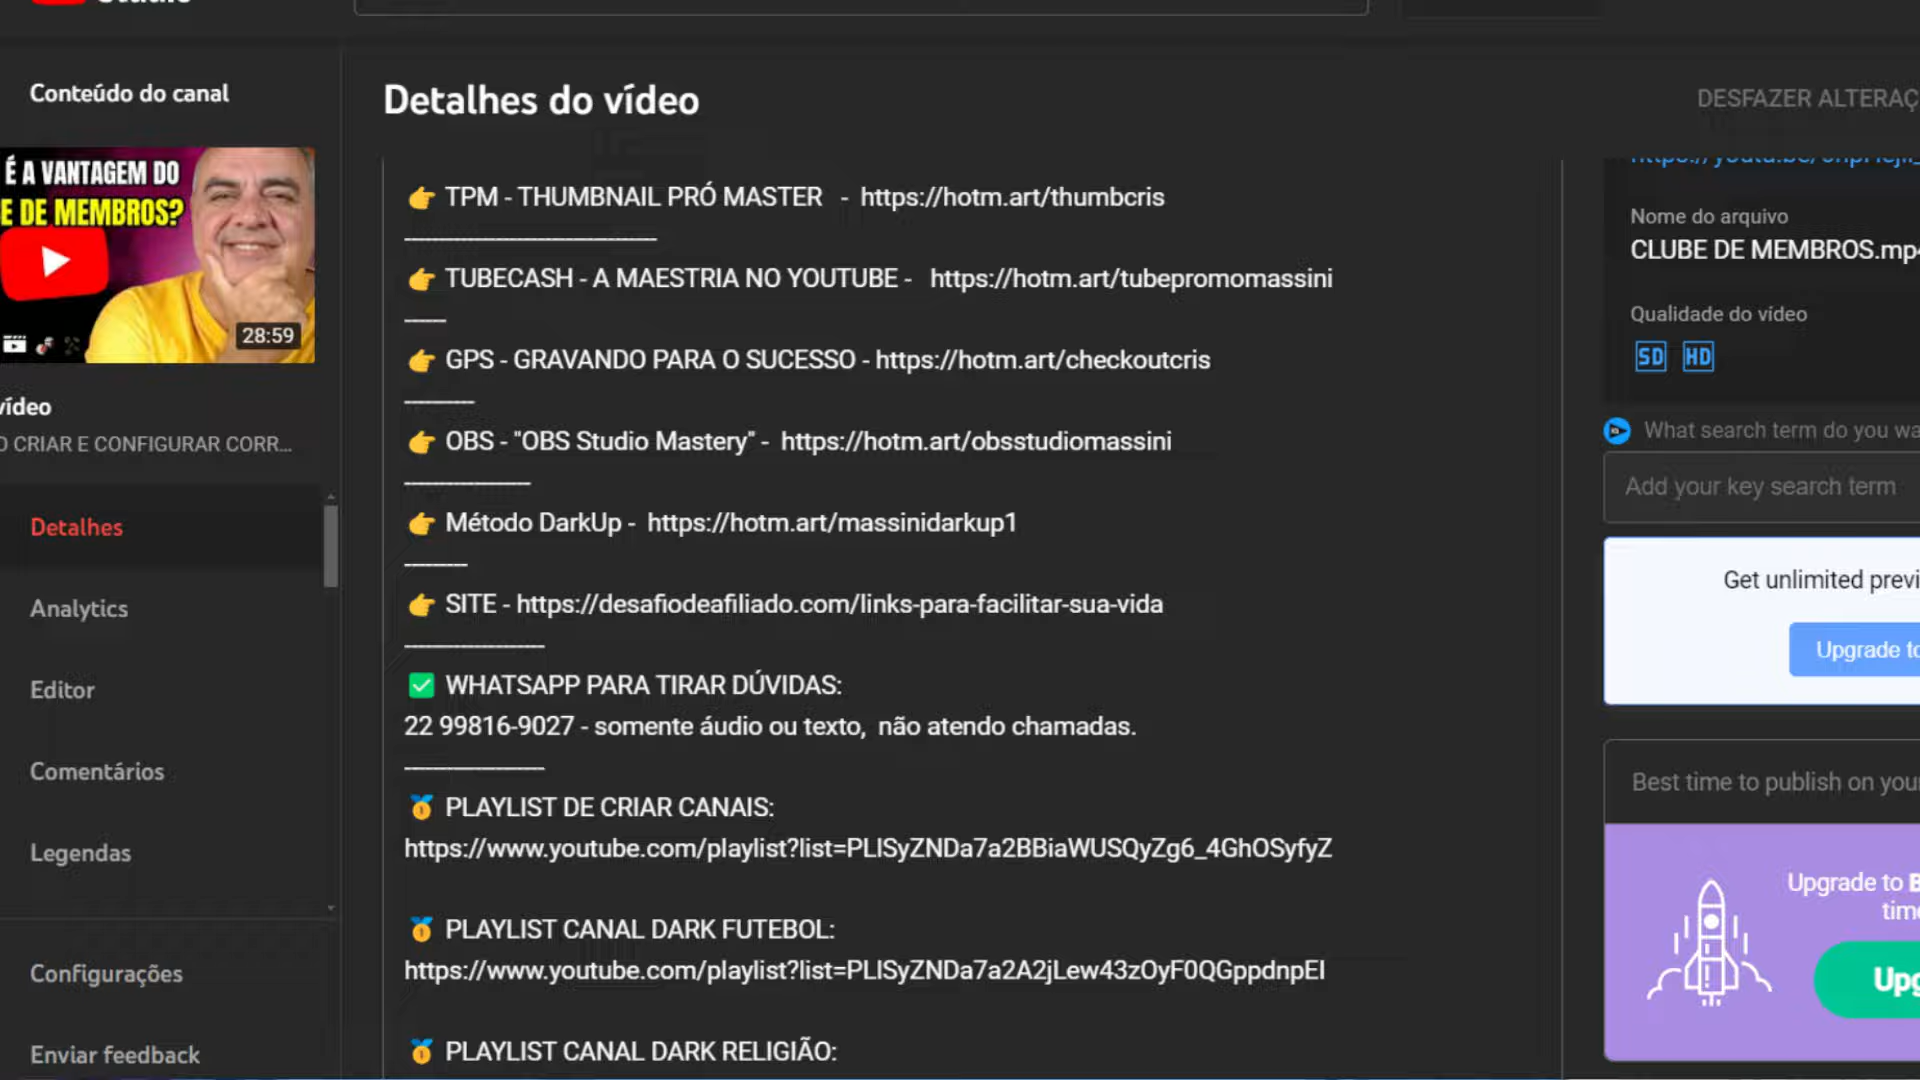 Conteúdo do canal
É A VANTAGEM DO
E DE MEMBROS?
28:59
vídeo
O CRIAR E CONFIGURAR CORR...
Detalhes
Analytics
Editor
Comentários
Legendas
Configurações
Enviar feedback
Detalhes do vídeo
DESFAZER ALTERAÇ
👉 TPM - THUMBNAIL PRÓ MASTER - https://hotm.art/thumbcris
👉 TUBECASH - A MAESTRIA NO YOUTUBE - https://hotm.art/tubepromomassini
👉 GPS - GRAVANDO PARA O SUCESSO - https://hotm.art/checkoutcris
👉 OBS - "OBS Studio Mastery" - https://hotm.art/obsstudiomassini
👉 Método DarkUp - https://hotm.art/massinidarkup1
👉 SITE - https://desafiodeafiliado.com/links-para-facilitar-sua-vida
✅ WHATSAPP PARA TIRAR DÚVIDAS:
22 99816-9027 - somente áudio ou texto, não atendo chamadas.
🥇 PLAYLIST DE CRIAR CANAIS:
https://www.youtube.com/playlist?list=PLlSyZNDa7a2BBiaWUSQyZg6_4GhOSyfyZ
🥇 PLAYLIST CANAL DARK FUTEBOL:
https://www.youtube.com/playlist?list=PLlSyZNDa7a2A2jLew43zOyF0QGppdnpEl
🥇 PLAYLIST CANAL DARK RELIGIÃO:
Nome do arquivo
CLUBE DE MEMBROS.mp4
Qualidade do vídeo
SD HD
What search term do you wa
Add your key search term
Get unlimited previ
Upgrade to
Best time to publish on your
Upgrade to B
time
Upg